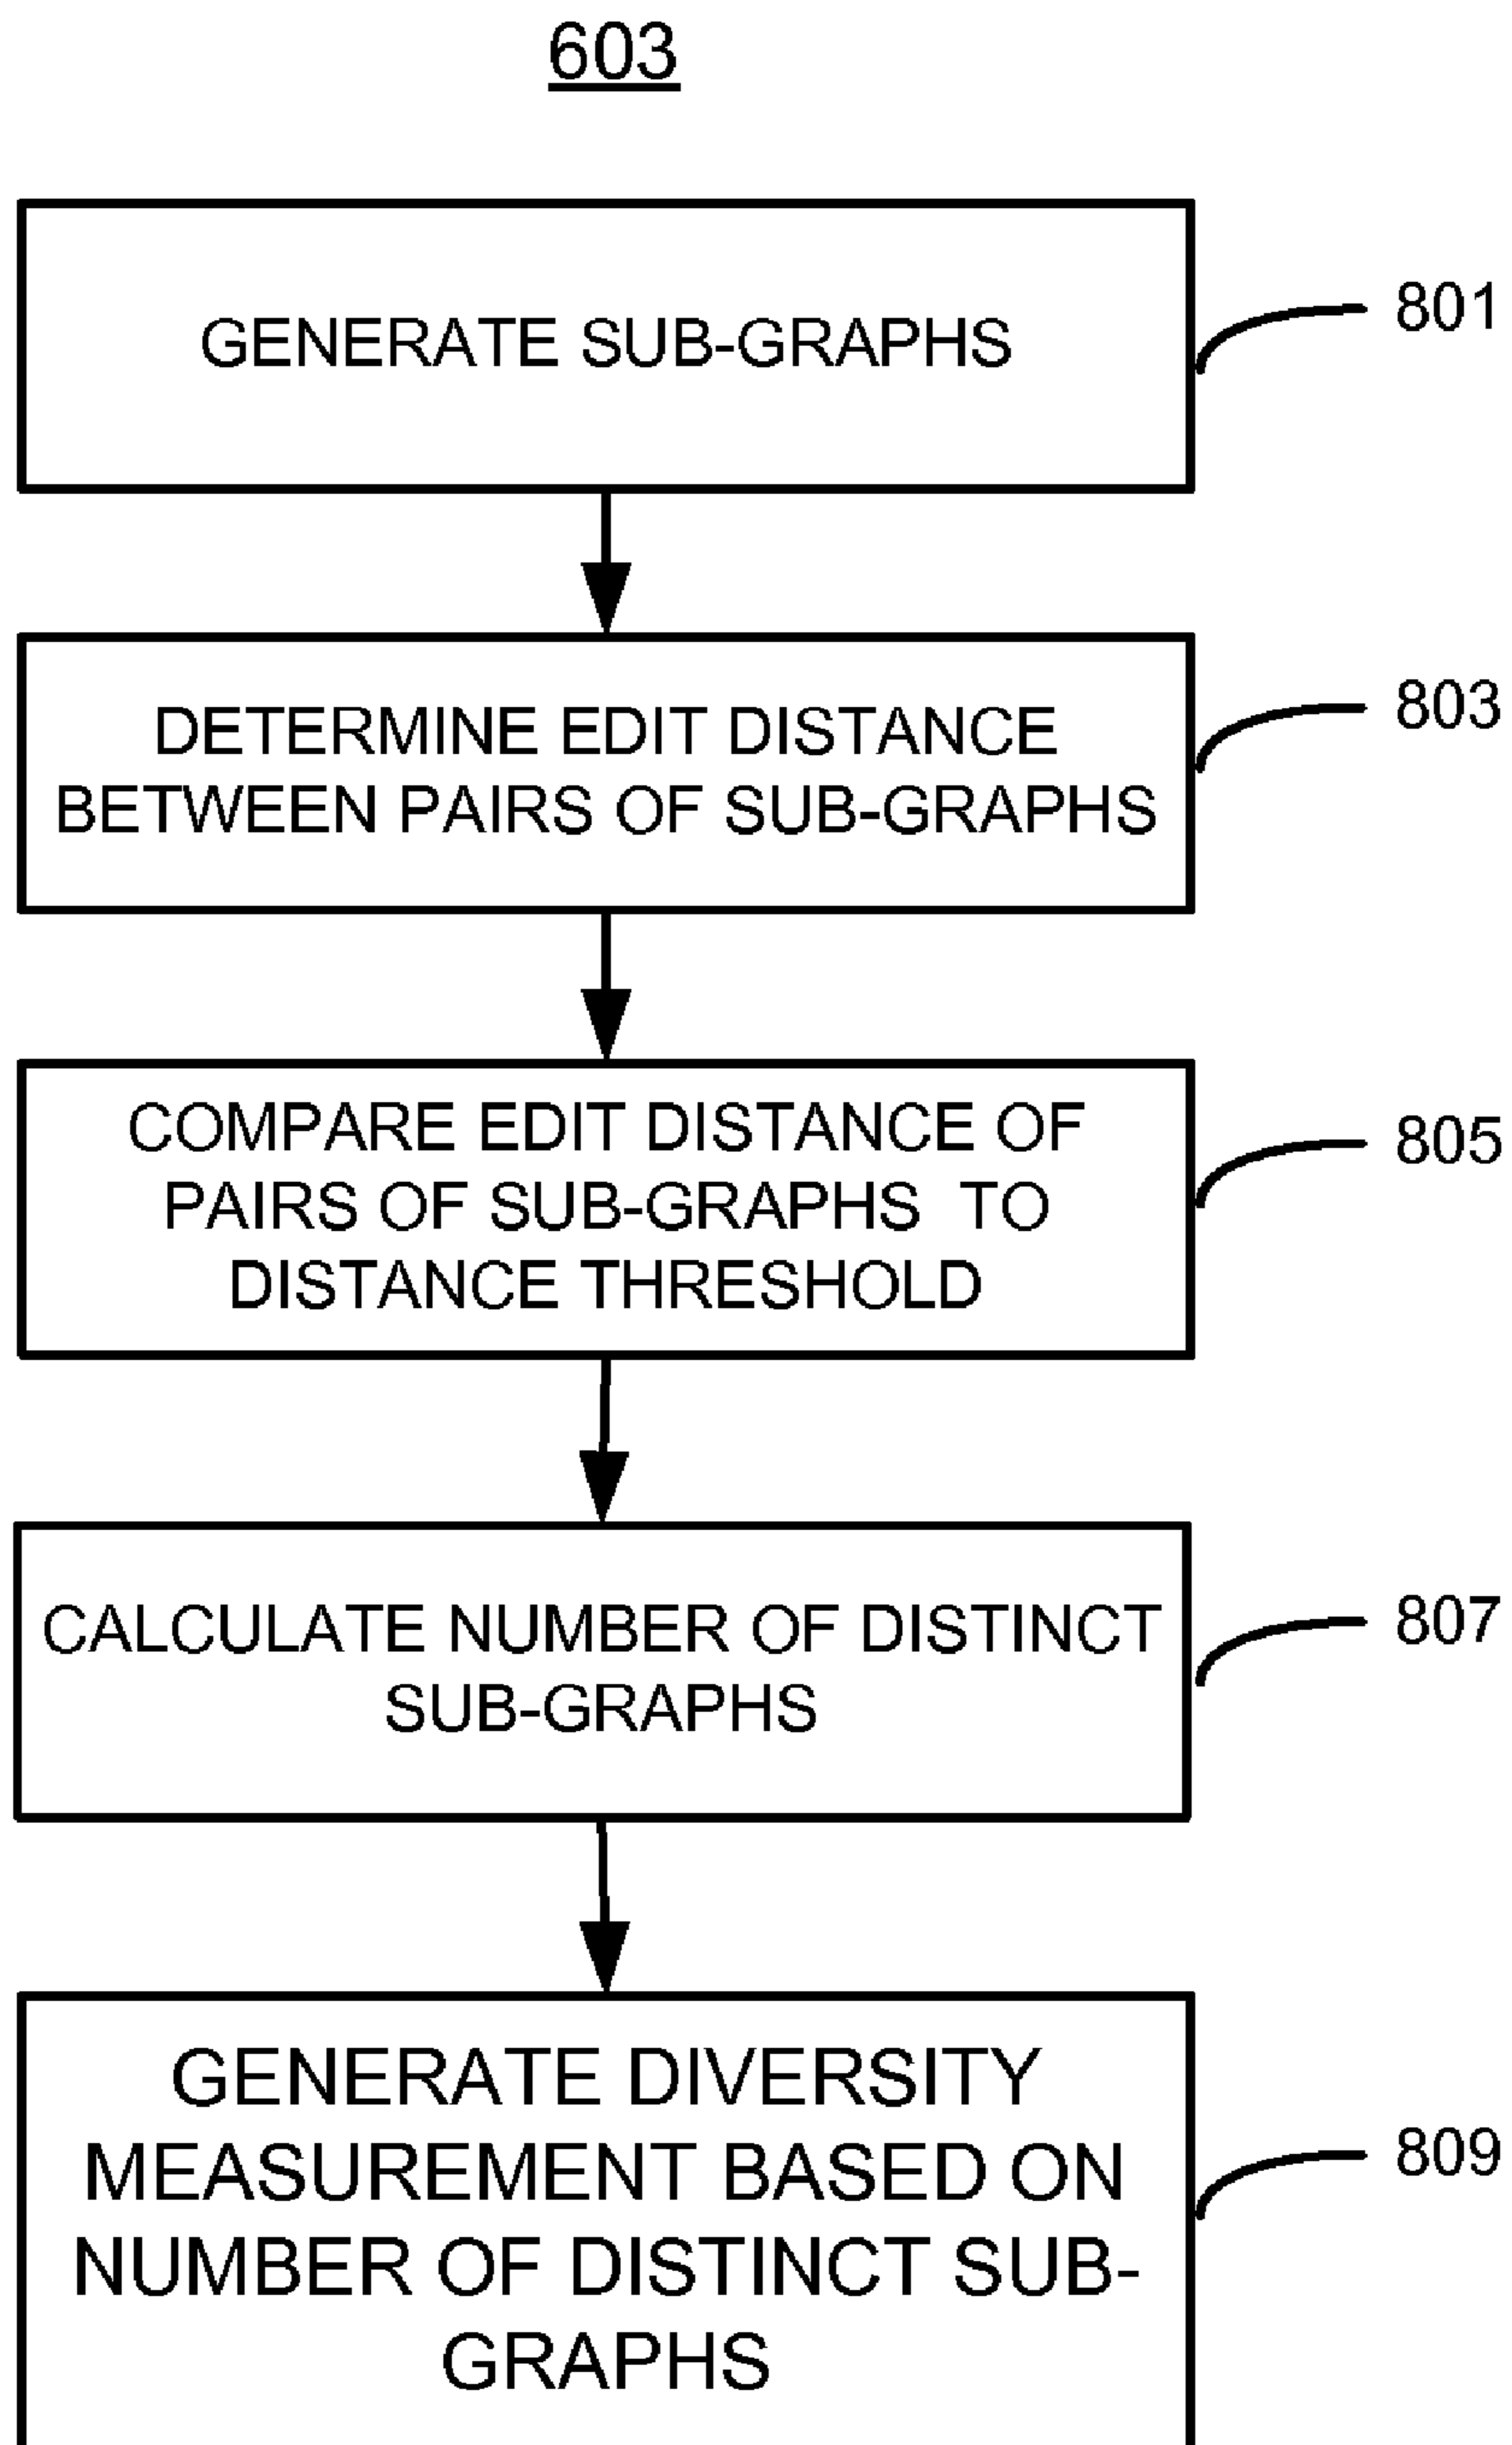 603
GENERATE SUB-GRAPHS
801
DETERMINE EDIT DISTANCE
BETWEEN PAIRS OF SUB-GRAPHS
803
COMPARE EDIT DISTANCE OF
PAIRS OF SUB-GRAPHS TO
DISTANCE THRESHOLD
805
CALCULATE NUMBER OF DISTINCT
SUB-GRAPHS
807
GENERATE DIVERSITY
MEASUREMENT BASED ON
NUMBER OF DISTINCT SUB-
GRAPHS
809